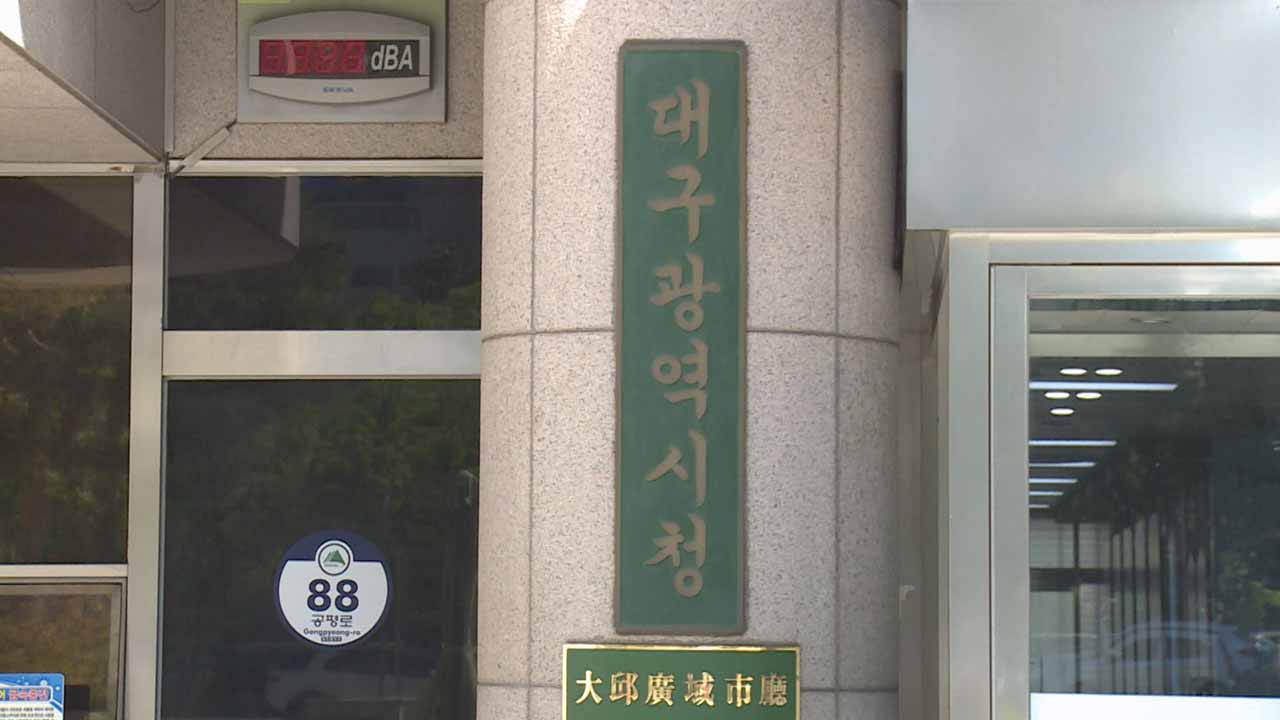 dBA
대구광역시청
88
공평로
Gongpyeong-ro
大邱廣域市廳